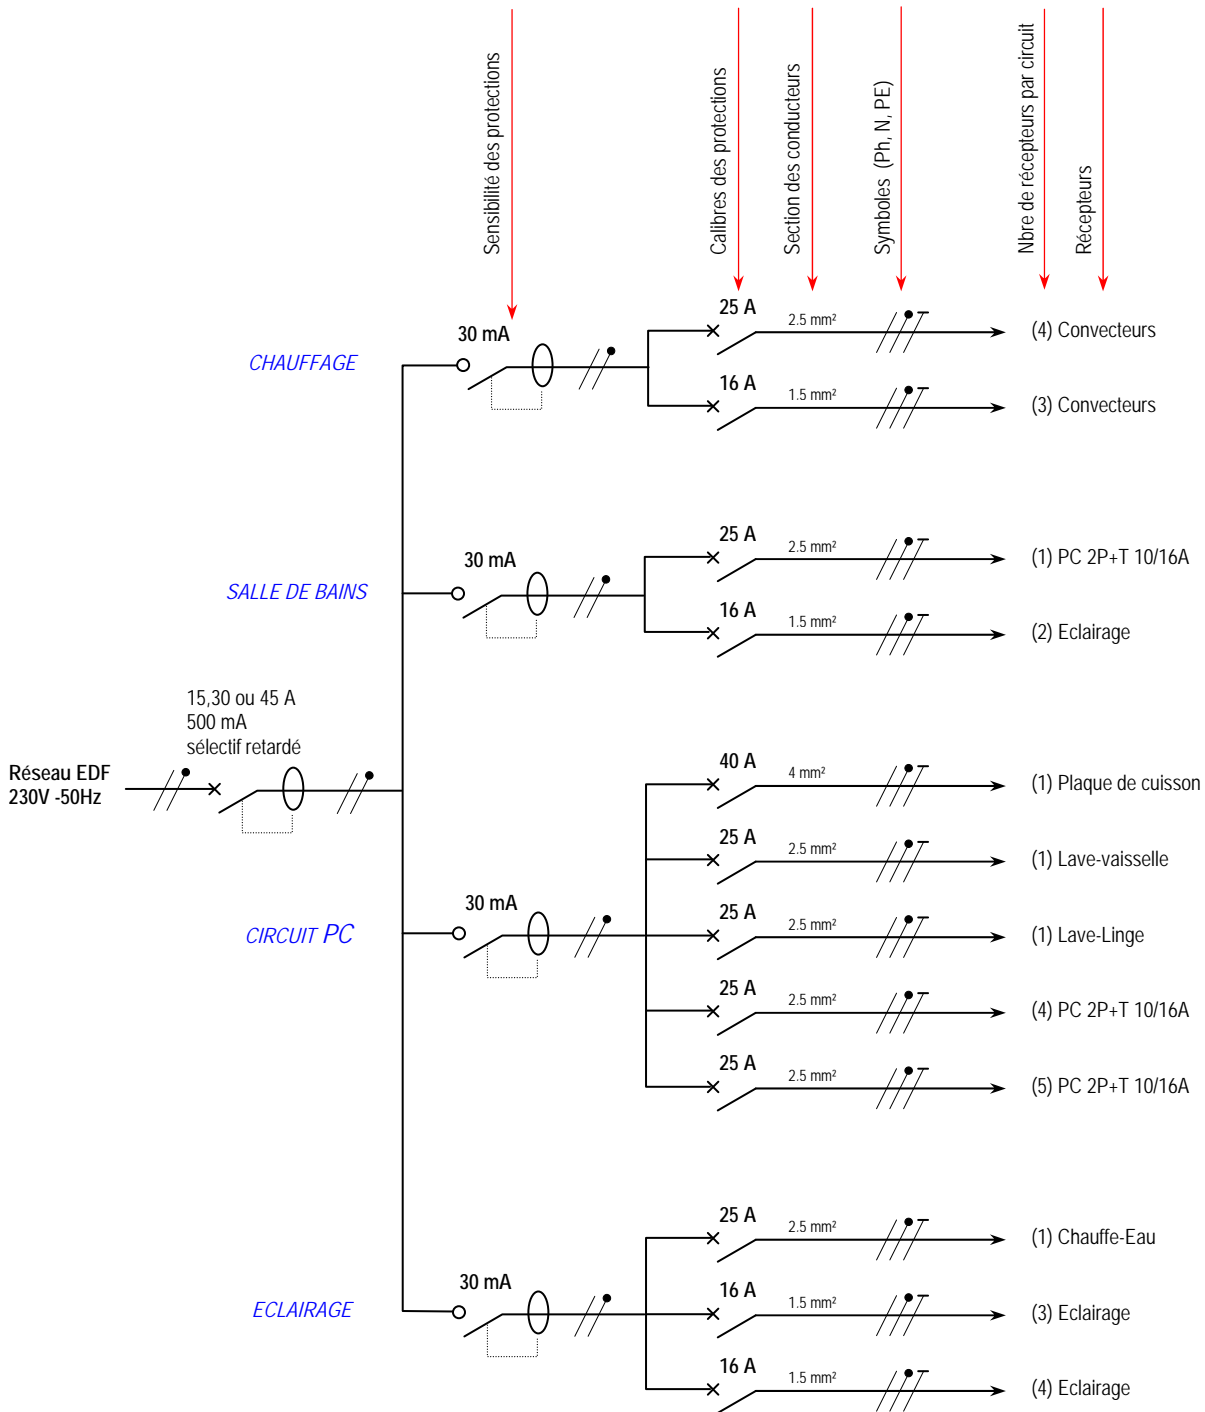 Sensibilité des protections
Calibres des protections
Section des conducteurs
Symboles (Ph, N, PE)
Nbre de récepteurs par circuit
Récepteurs
CHAUFFAGE
30 mA
25 A
2.5 mm²
(4) Convecteurs
16 A
1.5 mm²
(3) Convecteurs
SALLE DE BAINS
30 mA
25 A
2.5 mm²
(1) PC 2P+T 10/16A
16 A
1.5 mm²
(2) Eclairage
15,30 ou 45 A
500 mA
sélectif retardé
Réseau EDF
230V -50Hz
CIRCUIT PC
30 mA
40 A
4 mm²
(1) Plaque de cuisson
25 A
2.5 mm²
(1) Lave-vaisselle
25 A
2.5 mm²
(1) Lave-Linge
25 A
2.5 mm²
(4) PC 2P+T 10/16A
25 A
2.5 mm²
(5) PC 2P+T 10/16A
ECLAIRAGE
30 mA
25 A
2.5 mm²
(1) Chauffe-Eau
16 A
1.5 mm²
(3) Eclairage
16 A
1.5 mm²
(4) Eclairage